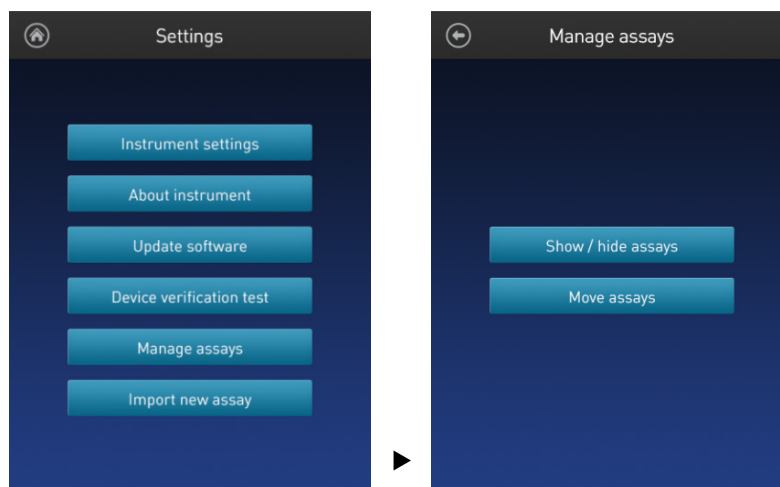 Settings
Instrument settings
About instrument
Update software
Device verification test
Manage assays
Import new assay
Manage assays
Show / hide assays
Move assays